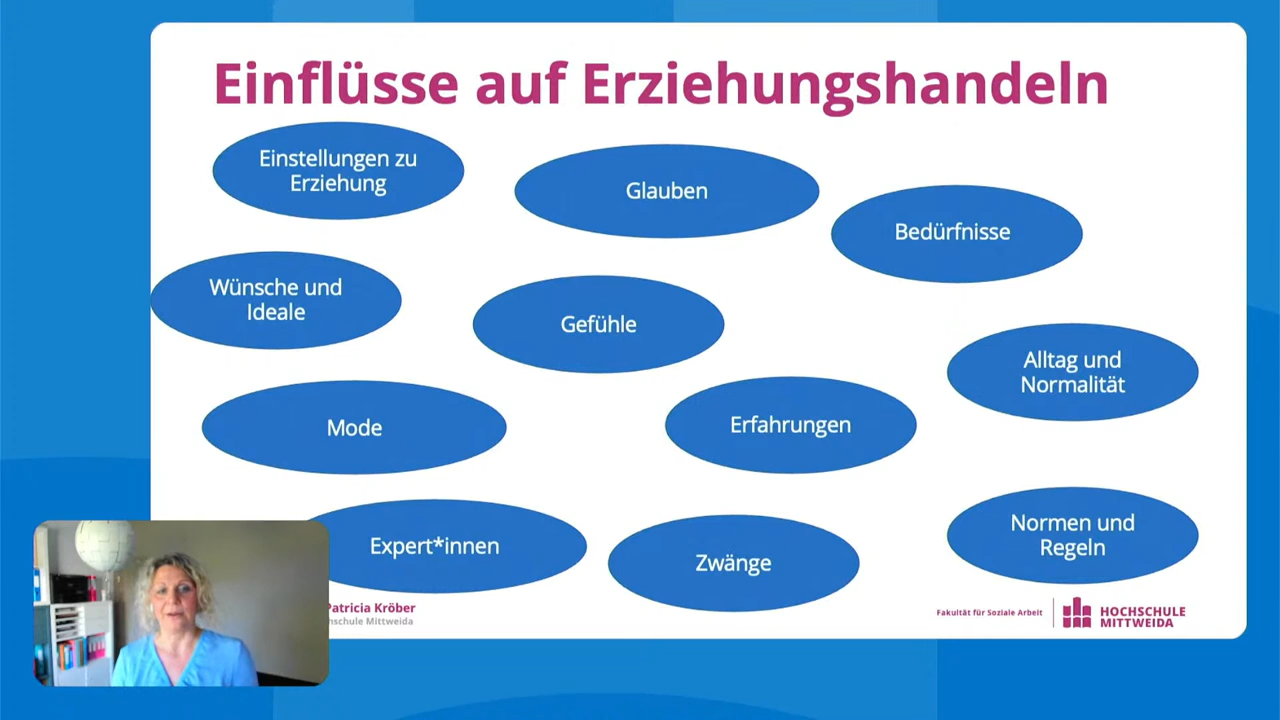 Einflüsse auf Erziehungshandeln
Einstellungen zu
Erziehung
Glauben
Bedürfnisse
Wünsche und
Ideale
Gefühle
Alltag und
Normalität
Mode
Erfahrungen
Expert*innen
Zwänge
Normen und
Regeln
Patricia Kröber
Mittweida
Fakultät für Soziale Arbeit
HOCHSCHULE
MITTWEIDA